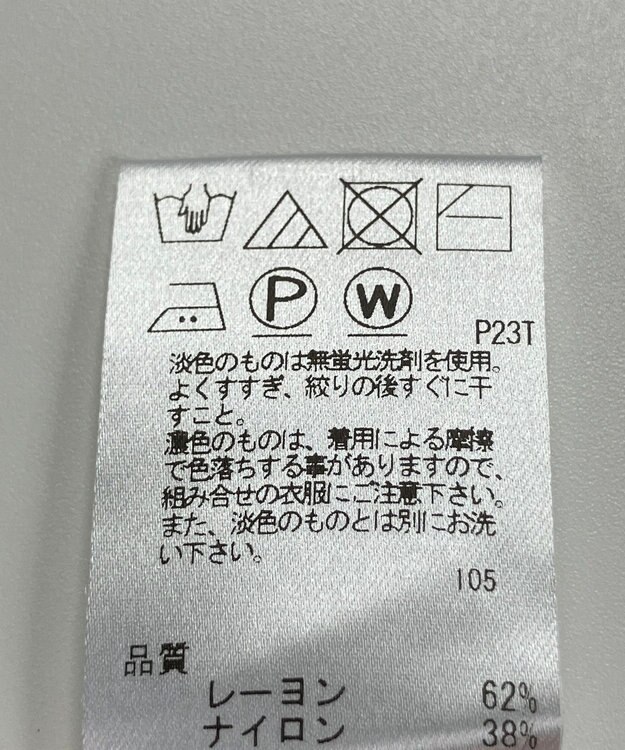 P W
P23T
淡色のものは無蛍光洗剤を使用。
よくすすぎ、絞りの後すぐに干
すこと。
濃色のものは、着用による摩擦
で色落ちする事がありますので、
組み合せの衣服にご注意下さい。
また、淡色のものとは別にお洗
い下さい。
105
品質
レーヨン 62%
ナイロン 38%